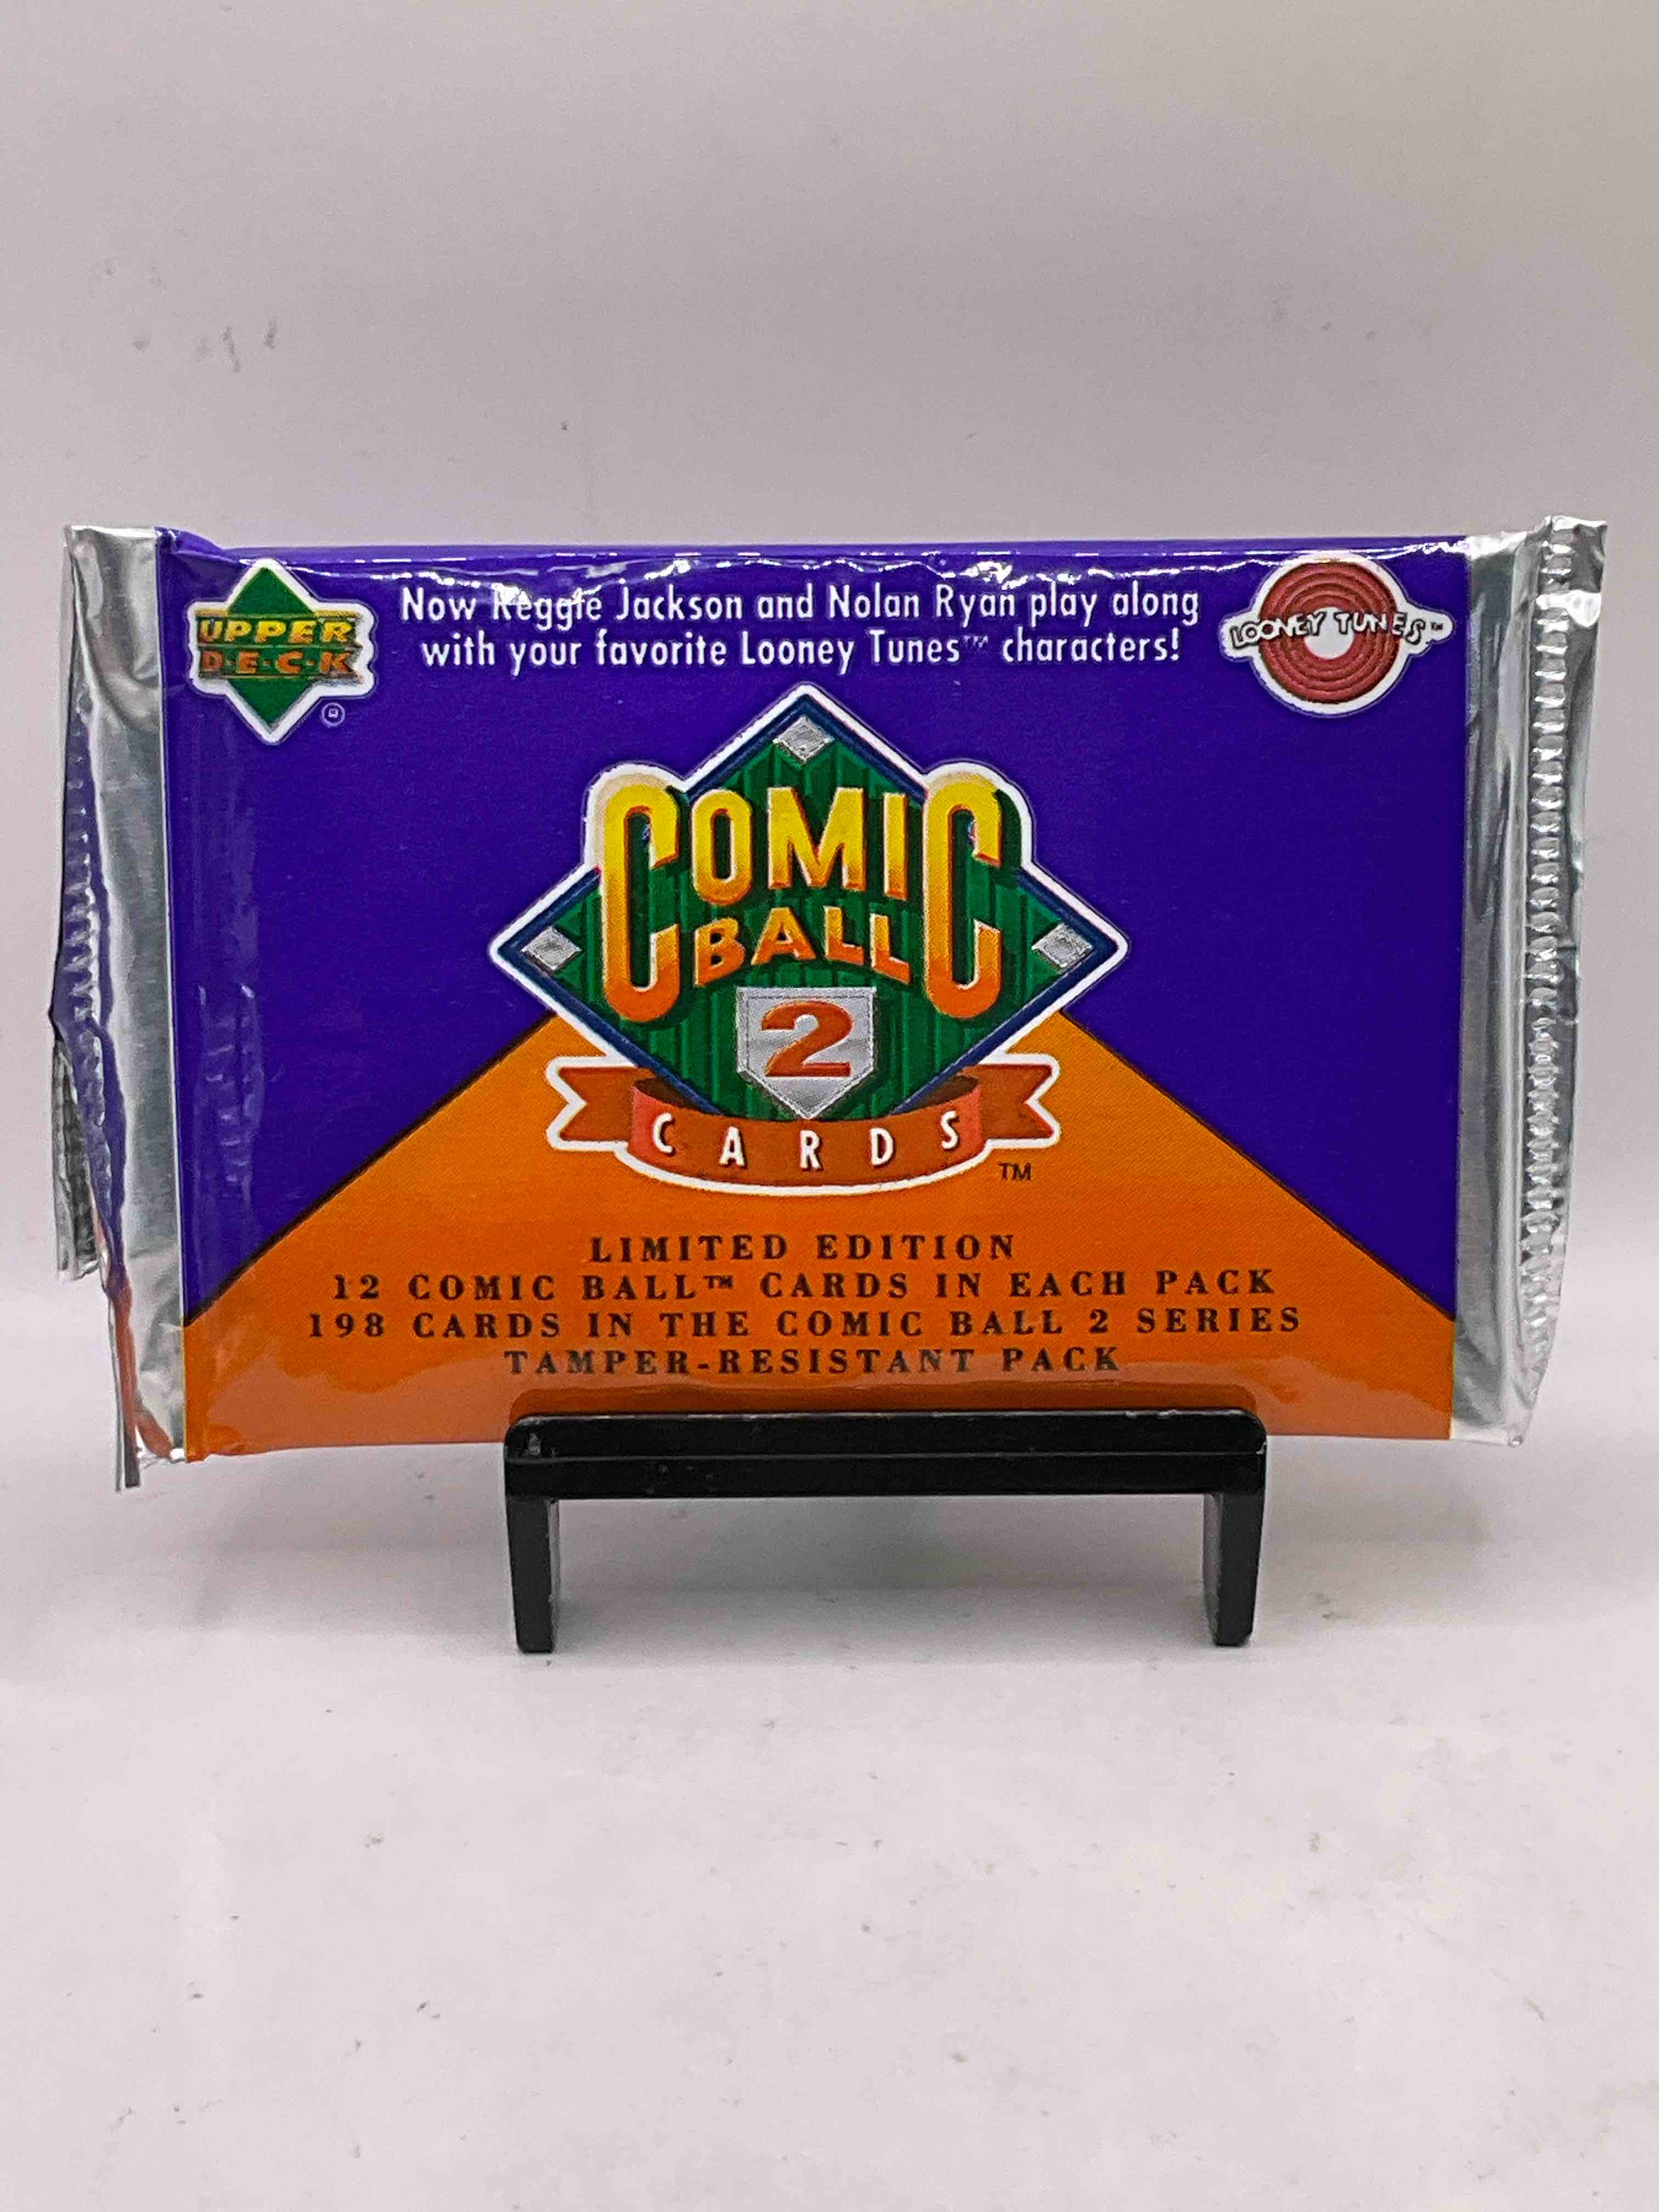 UPPER
D·E·C·K
®
Now Reggie Jackson and Nolan Ryan play along
with your favorite Looney Tunes™ characters!
LOONEY TUNES™
COMIC
BALL
2
CARDS
™
LIMITED EDITION
12 COMIC BALL™ CARDS IN EACH PACK
198 CARDS IN THE COMIC BALL 2 SERIES
TAMPER-RESISTANT PACK